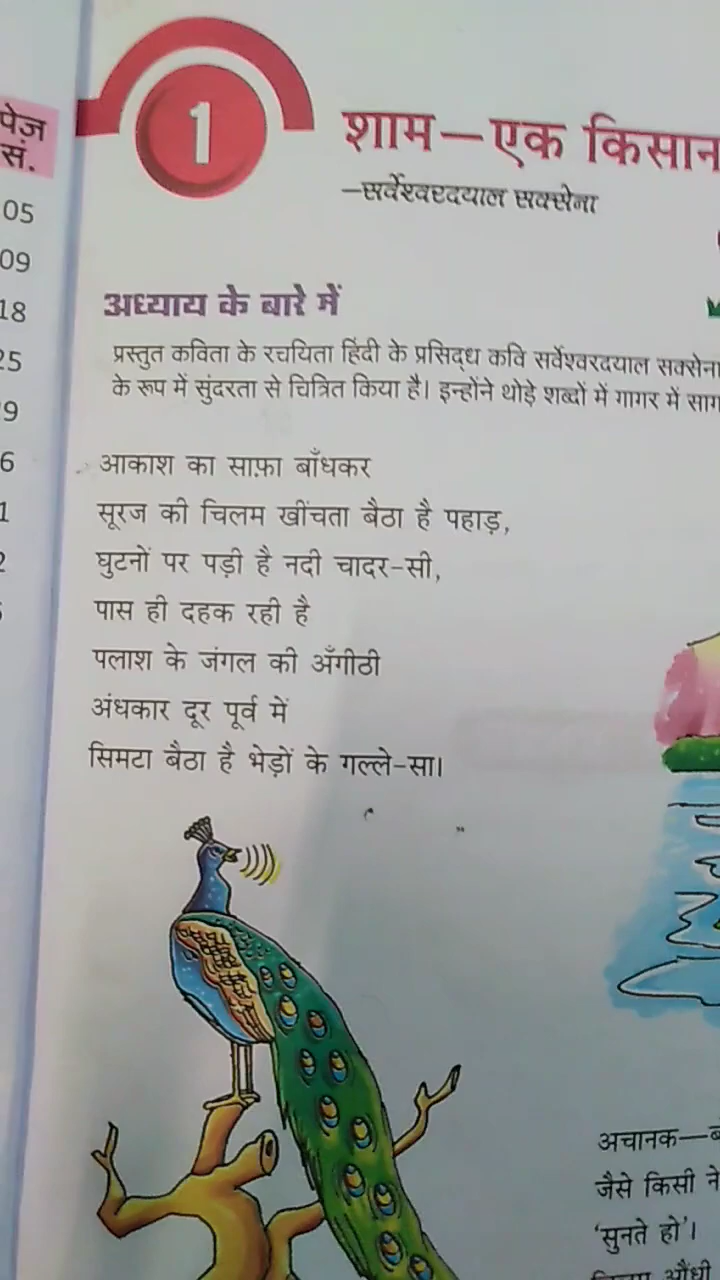 पेज
सं.
05
09
18
25
9
6
1
2
1
शाम—एक किसान
—सर्वेश्वरदयाल सक्सेना
अध्याय के बारे में
प्रस्तुत कविता के रचयिता हिंदी के प्रसिद्ध कवि सर्वेश्वरदयाल सक्सेना
के रूप में सुंदरता से चित्रित किया है। इन्होंने थोड़े शब्दों में गागर में
आकाश का साफ़ा बाँधकर
सूरज की चिलम खींचता बैठा है पहाड़,
घुटनों पर पड़ी है नदी चादर-सी,
पास ही दहक रही है
पलाश के जंगल की अँगीठी
अंधकार दूर पूर्व में
सिमटा बैठा है भेड़ों के गल्ले-सा।
अचानक—
जैसे किसी ने
‘सुनते हो’।
औंधी